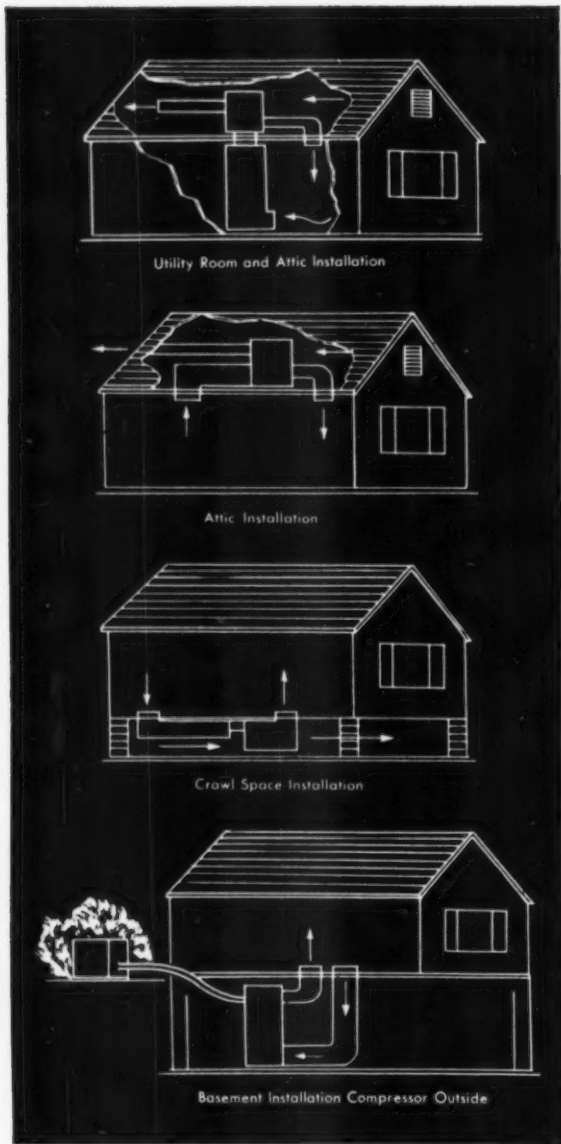 Utility Room and Attic Installation
Attic Installation
Crawl Space Installation
Basement Installation Compressor Outside